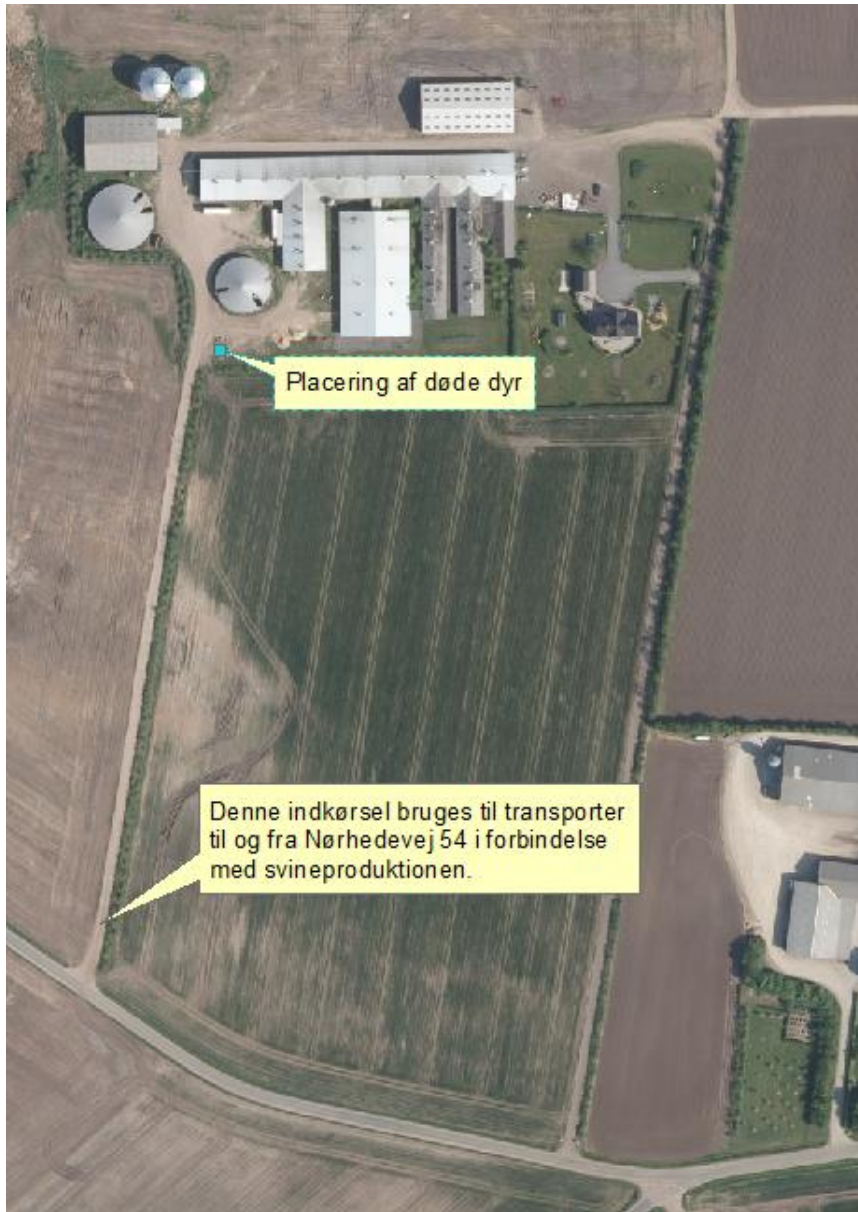 Placering af døde dyr
Denne indkørsel bruges til transporter
til og fra Nørhedevej 54 i forbindelse
med svineproduktionen.